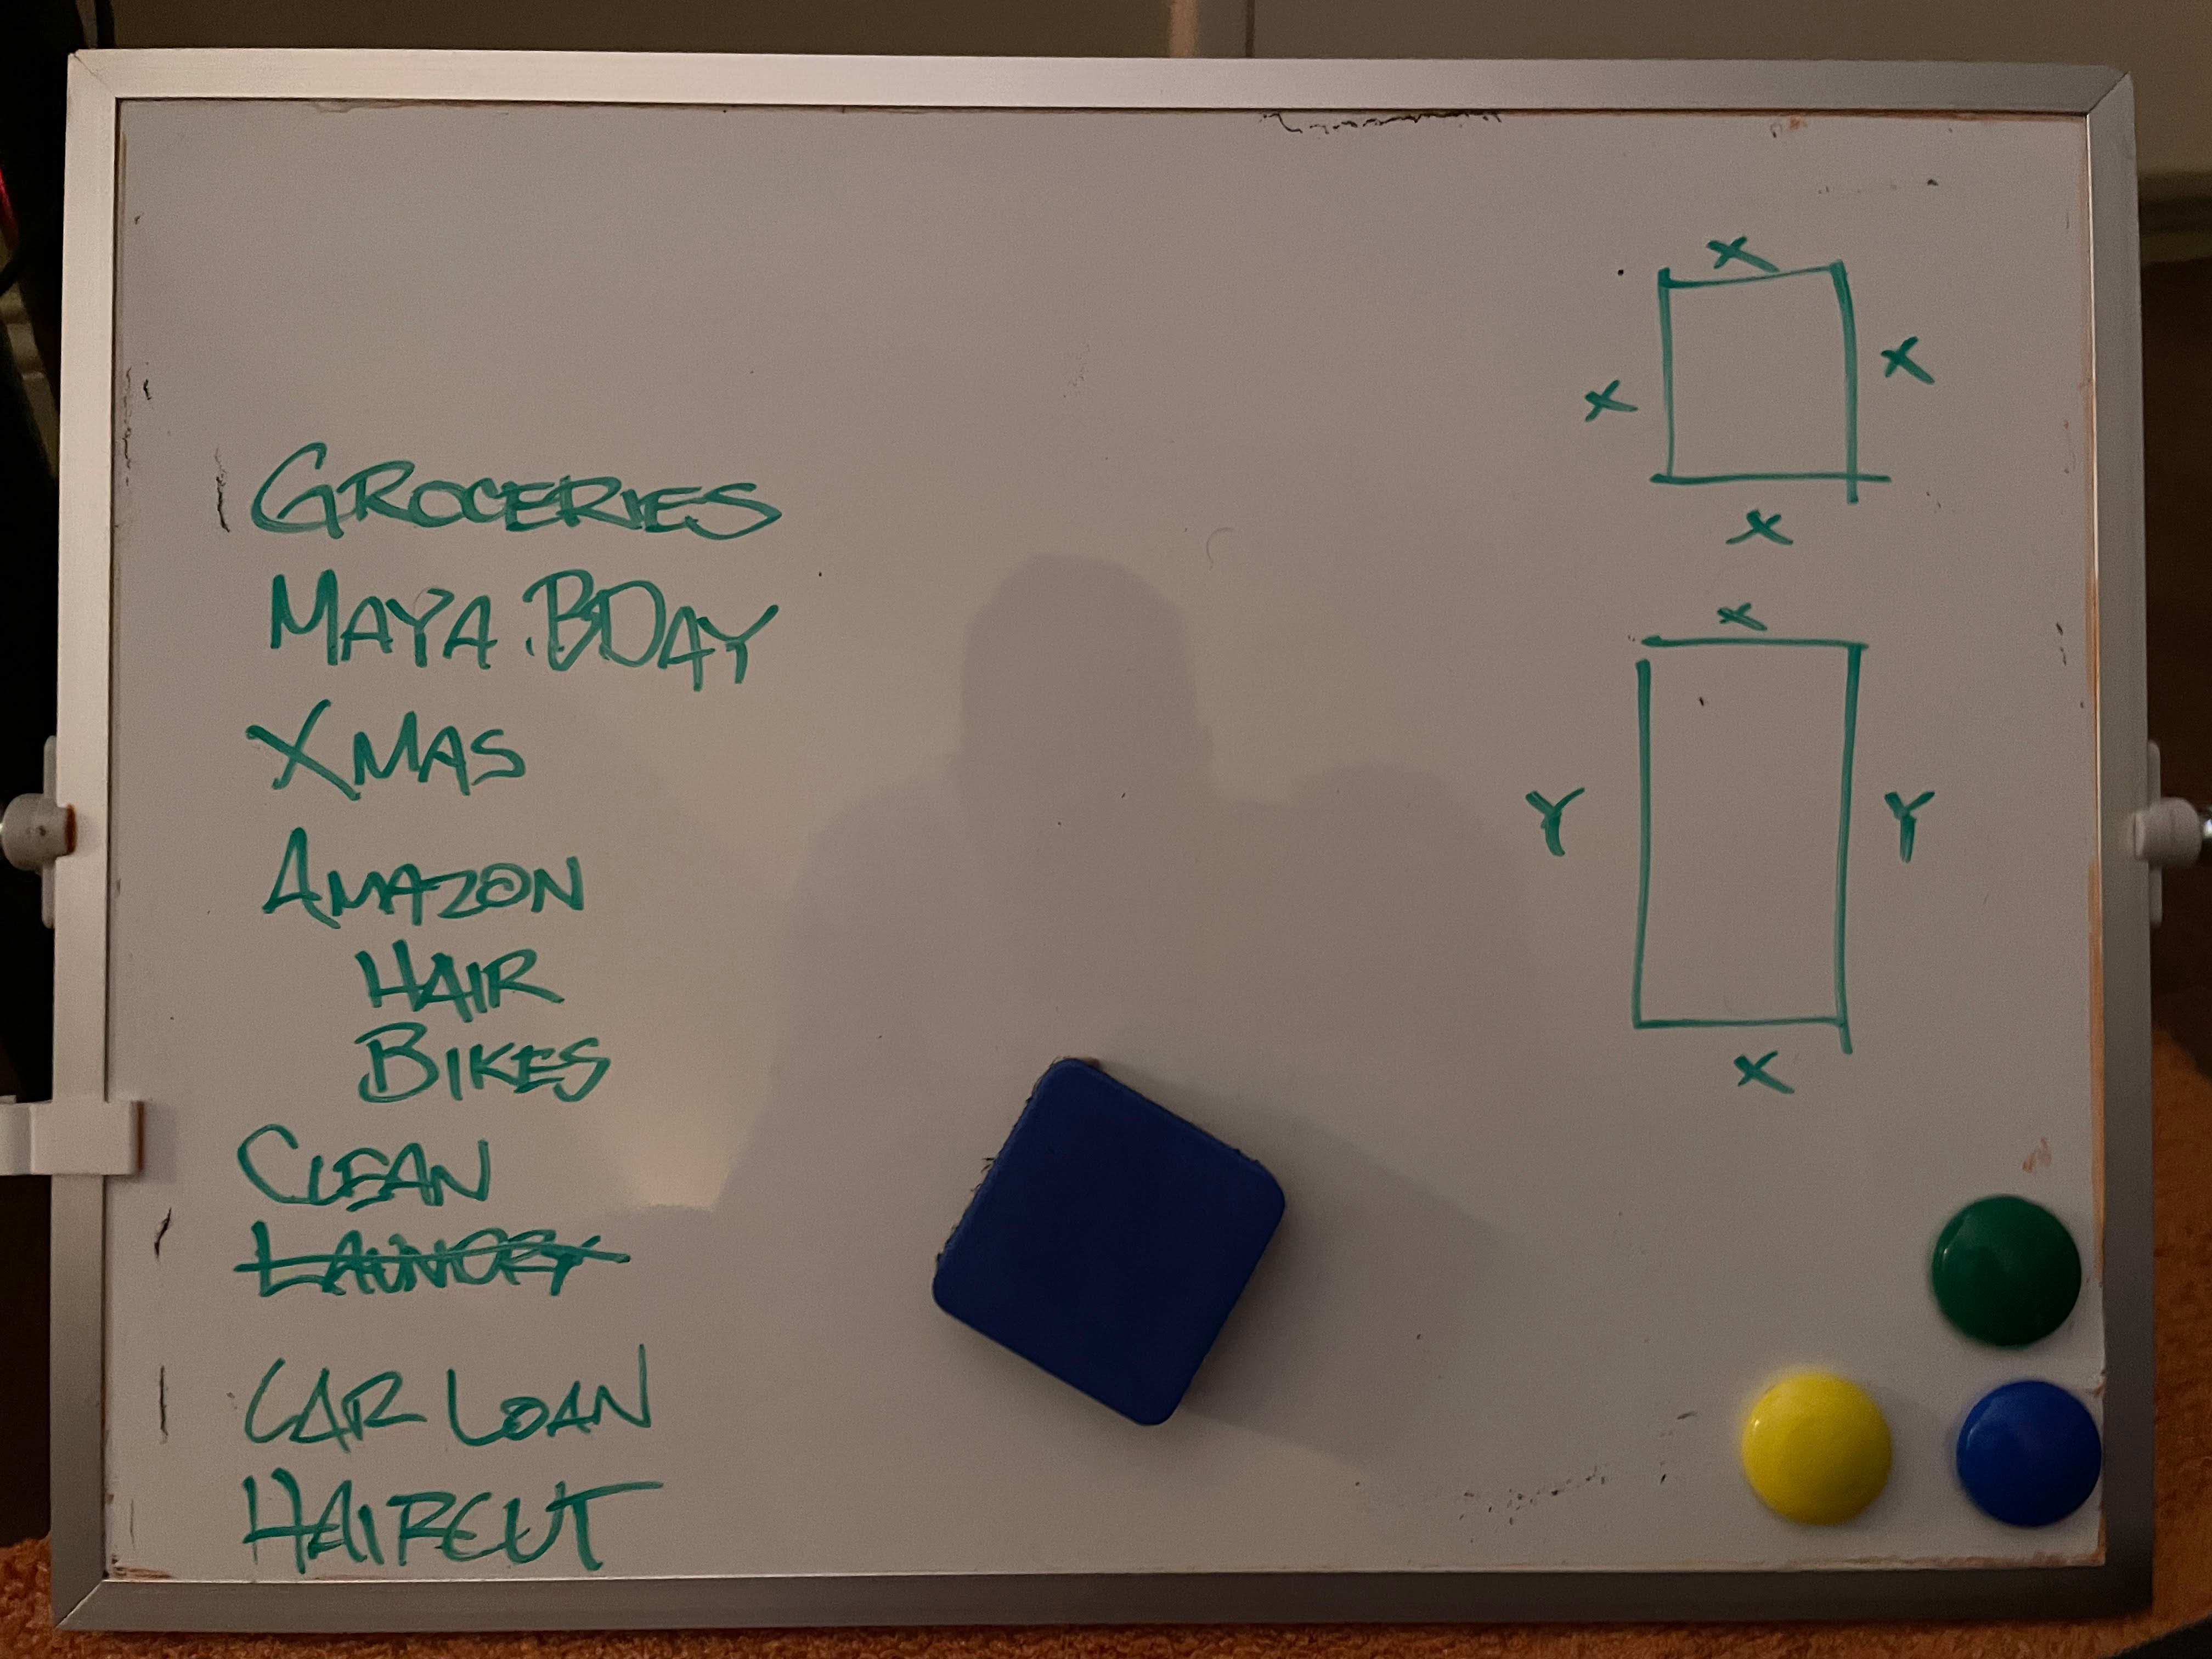 GROCERIES
MAYA. BDAY
XMAS
AMAZON
HAIR
BIKES
CLEAN
LAUNDRY
CAR LOAN
HAIRCUT
X
X X
X
X
Y Y
X